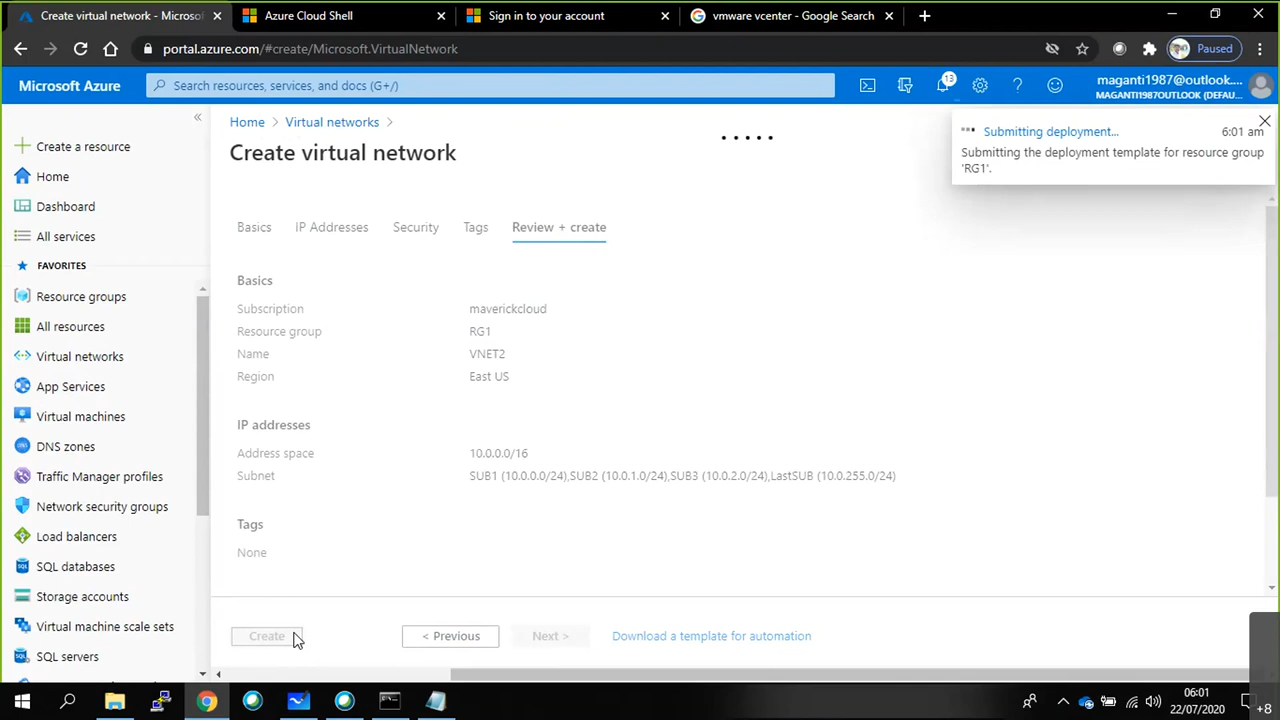 Create virtual network - Microso
Azure Cloud Shell
Sign in to your account
vmware vcenter - Google Search
portal.azure.com/#create/Microsoft.VirtualNetwork
Paused
Microsoft Azure
Search resources, services, and docs (G+/)
13
maganti1987@outlook....
MAGANTI1987OUTLOOK (DEFAU...
Home > Virtual networks >
Create virtual network
Submitting deployment...
6:01 am
Submitting the deployment template for resource group
'RG1'.
Create a resource
Home
Dashboard
All services
FAVORITES
Resource groups
All resources
Virtual networks
App Services
Virtual machines
DNS zones
Traffic Manager profiles
Network security groups
Load balancers
SQL databases
Storage accounts
Virtual machine scale sets
SQL servers
Basics
IP Addresses
Security
Tags
Review + create
Basics
Subscription maverickcloud
Resource group RG1
Name VNET2
Region East US
IP addresses
Address space 10.0.0.0/16
Subnet SUB1 (10.0.0.0/24),SUB2 (10.0.1.0/24),SUB3 (10.0.2.0/24),LastSUB (10.0.255.0/24)
Tags
None
Create
< Previous
Next >
Download a template for automation
06:01
22/07/2020
+8